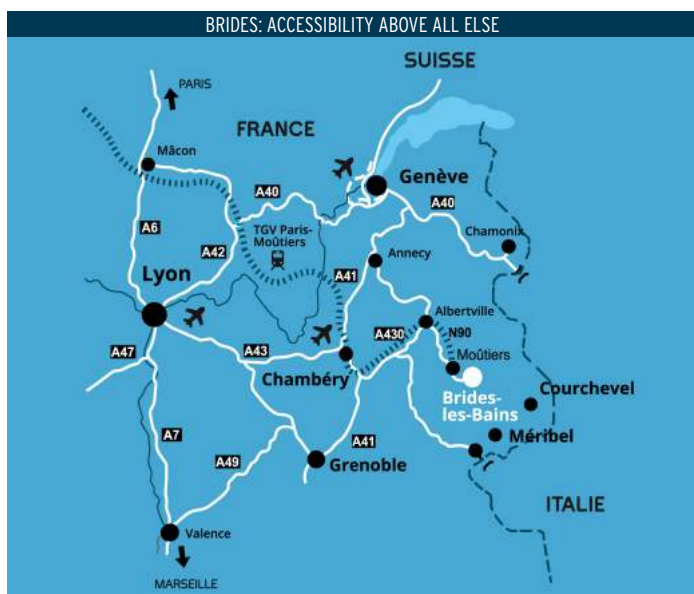 BRIDES: ACCESSIBILITY ABOVE ALL ELSE
SUISSE
PARIS
FRANCE
Mâcon
Genève
A40
A40
A6
TGV Paris-
Moûtiers
Chamonix
A42
Annecy
Lyon
A41
Albertville
N90
A430
A47
A43
Moûtiers
Chambéry
Courchevel
Brides-
les-Bains
Méribel
A7
A41
A49
Grenoble
ITALIE
Valence
MARSEILLE